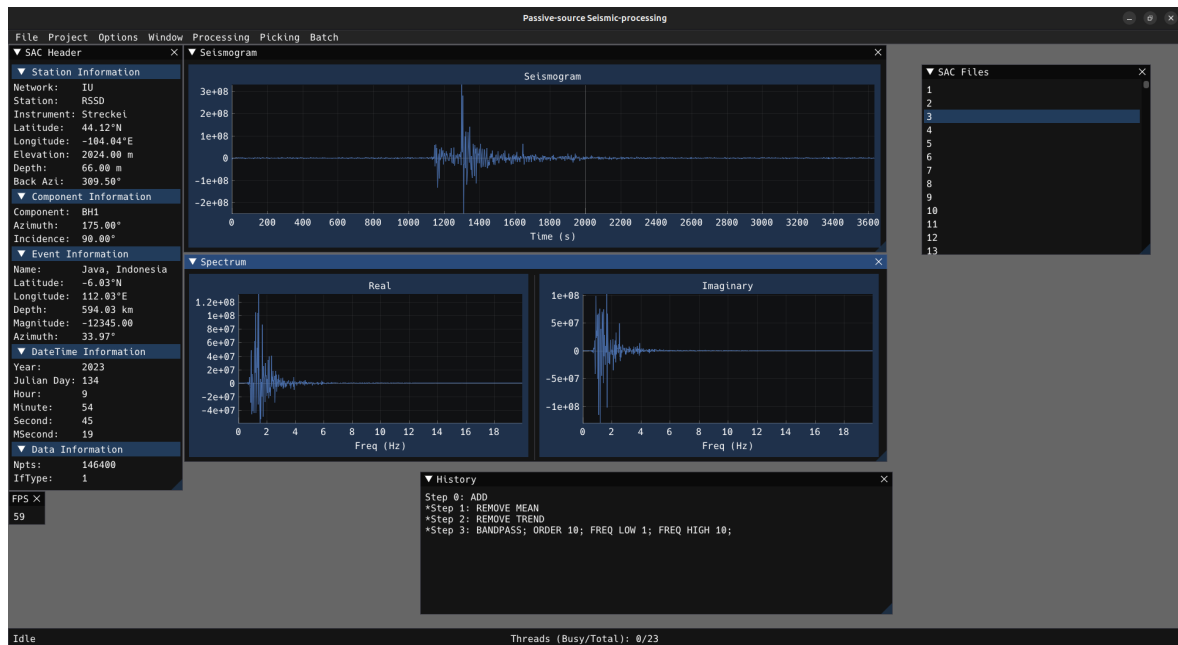 Passive-source Seismic-processing
File Project Options Window Processing Picking Batch
SAC Header
Station Information
Network: IU
Station: RSSD
Instrument: Streckei
Latitude: 44.12°N
Longitude: -104.04°E
Elevation: 2024.00 m
Depth: 66.00 m
Back Azi: 309.50°
Component Information
Component: BH1
Azimuth: 175.00°
Incidence: 90.00°
Event Information
Name: Java, Indonesia
Latitude: -6.03°N
Longitude: 112.03°E
Depth: 594.03 km
Magnitude: -12345.00
Azimuth: 33.97°
DateTime Information
Year: 2023
Julian Day: 134
Hour: 9
Minute: 54
Second: 45
MSecond: 19
Data Information
Npts: 146400
IfType: 1
FPS
59
Seismogram
Seismogram
3e+08
2e+08
1e+08
0
-1e+08
-2e+08
0 200 400 600 800 1000 1200 1400 1600 1800 2000 2200 2400 2600 2800 3000 3200 3400 3600
Time (s)
Spectrum
Real
1.2e+08
1e+08
8e+07
6e+07
4e+07
2e+07
0
-2e+07
-4e+07
0 2 4 6 8 10 12 14 16 18
Freq (Hz)
Imaginary
1e+08
5e+07
0
-5e+07
-1e+08
0 2 4 6 8 10 12 14 16 18
Freq (Hz)
History
Step 0: ADD
*Step 1: REMOVE MEAN
*Step 2: REMOVE TREND
*Step 3: BANDPASS; ORDER 10; FREQ LOW 1; FREQ HIGH 10;
SAC Files
1
2
3
4
5
6
7
8
9
10
11
12
13
Idle
Threads (Busy/Total): 0/23